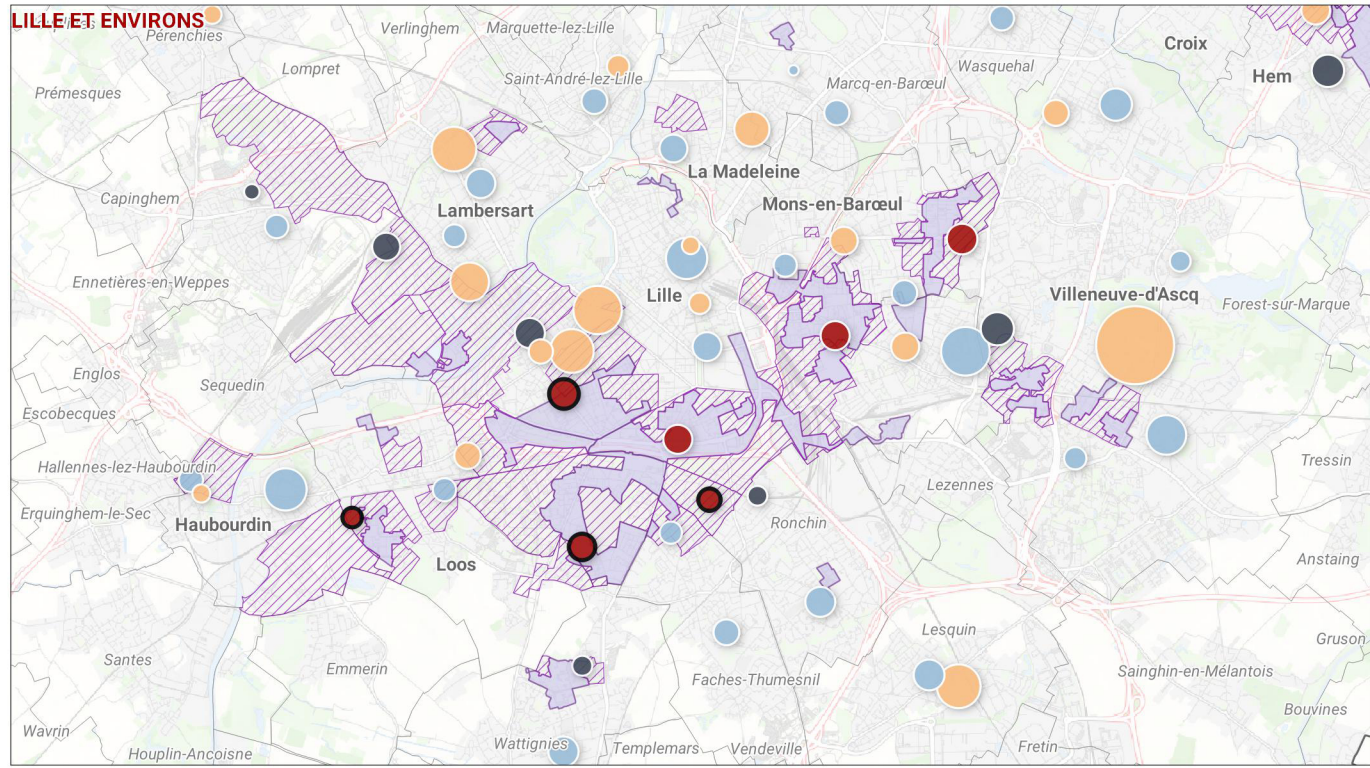 LILLE ET ENVIRONS
Pérenchies
Verlinghem
Marquette-lez-Lille
Croix
Lompret
Saint-André-lez-Lille
Wasquehal
Hem
Prémesques
Marcq-en-Barœul
La Madeleine
Capinghem
Lambersart
Mons-en-Barœul
Ennetières-en-Weppes
Lille
Villeneuve-d'Ascq
Forest-sur-Marque
Englos
Sequedin
Escobecques
Hallennes-lez-Haubourdin
Tressin
Lezennes
Erquinghem-le-Sec
Haubourdin
Ronchin
Anstaing
Loos
Lesquin
Gruson
Santes
Emmerin
Faches-Thumesnil
Sainghin-en-Mélantois
Bouvines
Wavrin
Houplin-Ancoisne
Wattignies
Templemars
Vendeville
Fretin